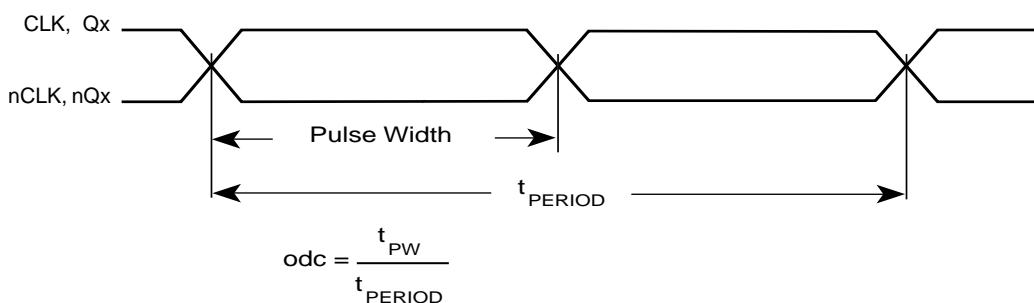 CLK, Qx
nCLK, nQx
Pulse Width
tPERIOD
odc = tPW
tPERIOD